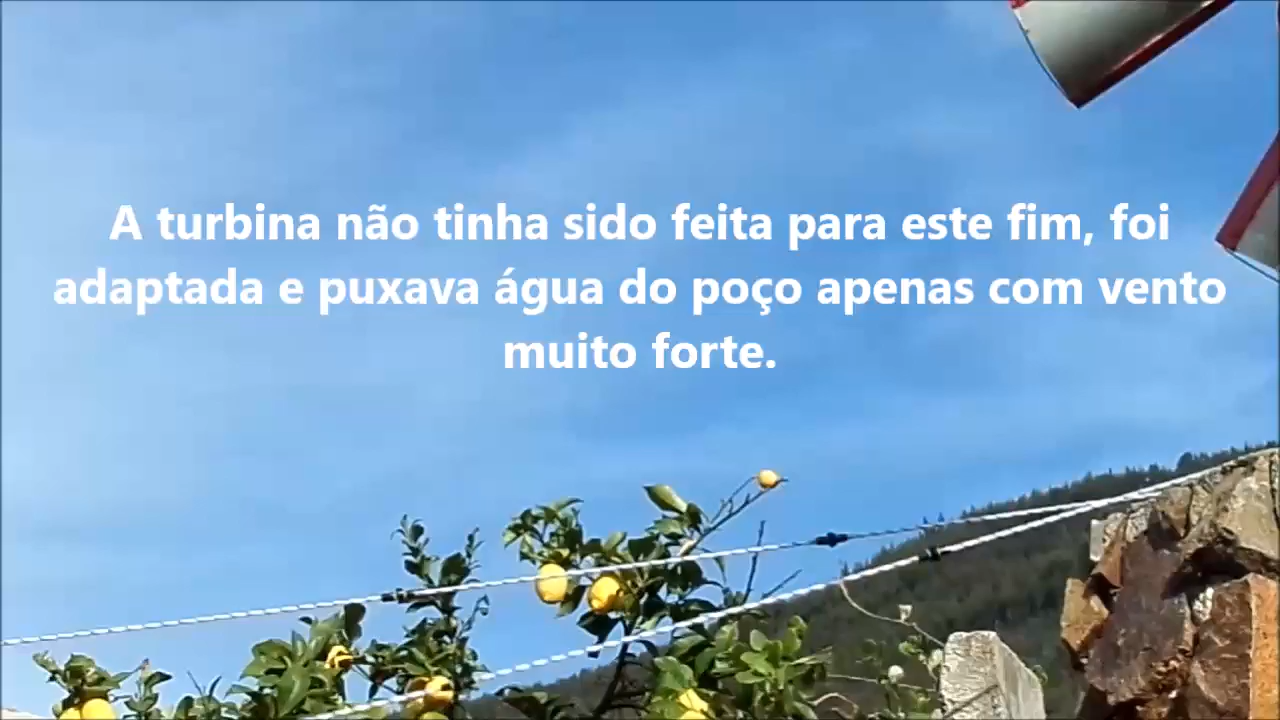 A turbina não tinha sido feita para este fim, foi
adaptada e puxava água do poço apenas com vento
muito forte.